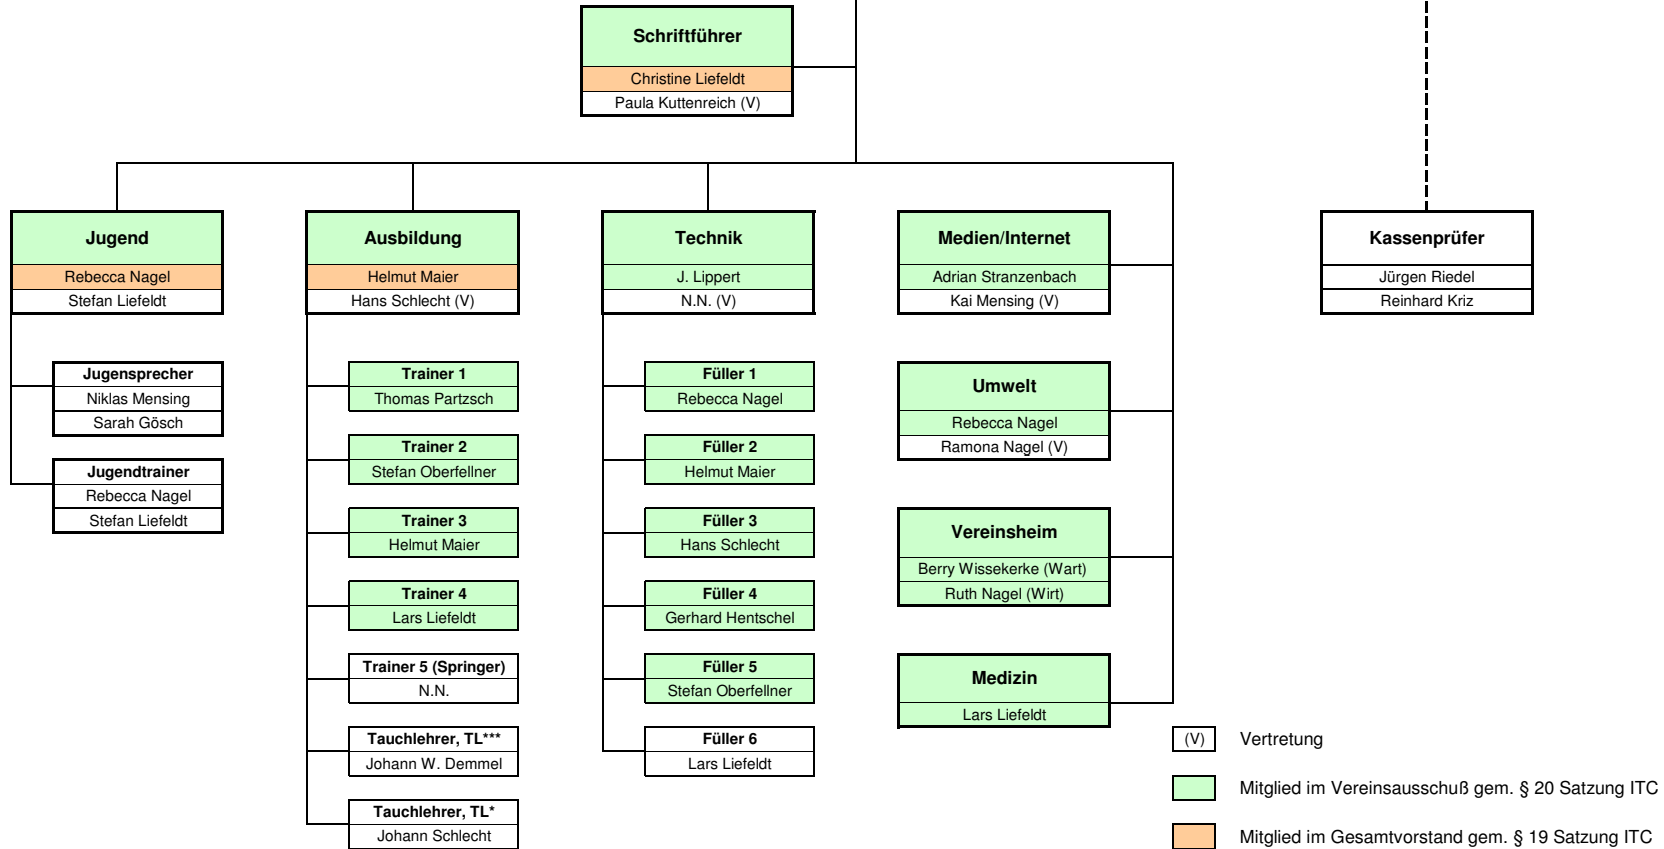 Schriftführer
Christine Liefeldt
Paula Kuttenreich (V)
Jugend
Rebecca Nagel
Stefan Liefeldt
Jugensprecher
Niklas Mensing
Sarah Gösch
Jugendtrainer
Rebecca Nagel
Stefan Liefeldt
Ausbildung
Helmut Maier
Hans Schlecht (V)
Trainer 1
Thomas Partzsch
Trainer 2
Stefan Oberfellner
Trainer 3
Helmut Maier
Trainer 4
Lars Liefeldt
Trainer 5 (Springer)
N.N.
Tauchlehrer, TL***
Johann W. Demmel
Tauchlehrer, TL*
Johann Schlecht
Technik
J. Lippert
N.N. (V)
Füller 1
Rebecca Nagel
Füller 2
Helmut Maier
Füller 3
Hans Schlecht
Füller 4
Gerhard Hentschel
Füller 5
Stefan Oberfellner
Füller 6
Lars Liefeldt
Medien/Internet
Adrian Stranzenbach
Kai Mensing (V)
Umwelt
Rebecca Nagel
Ramona Nagel (V)
Vereinsheim
Berry Wissekerke (Wart)
Ruth Nagel (Wirt)
Medizin
Lars Liefeldt
Kassenprüfer
Jürgen Riedel
Reinhard Kriz
(V) Vertretung
Mitglied im Vereinsausschuß gem. § 20 Satzung ITC
Mitglied im Gesamtvorstand gem. § 19 Satzung ITC